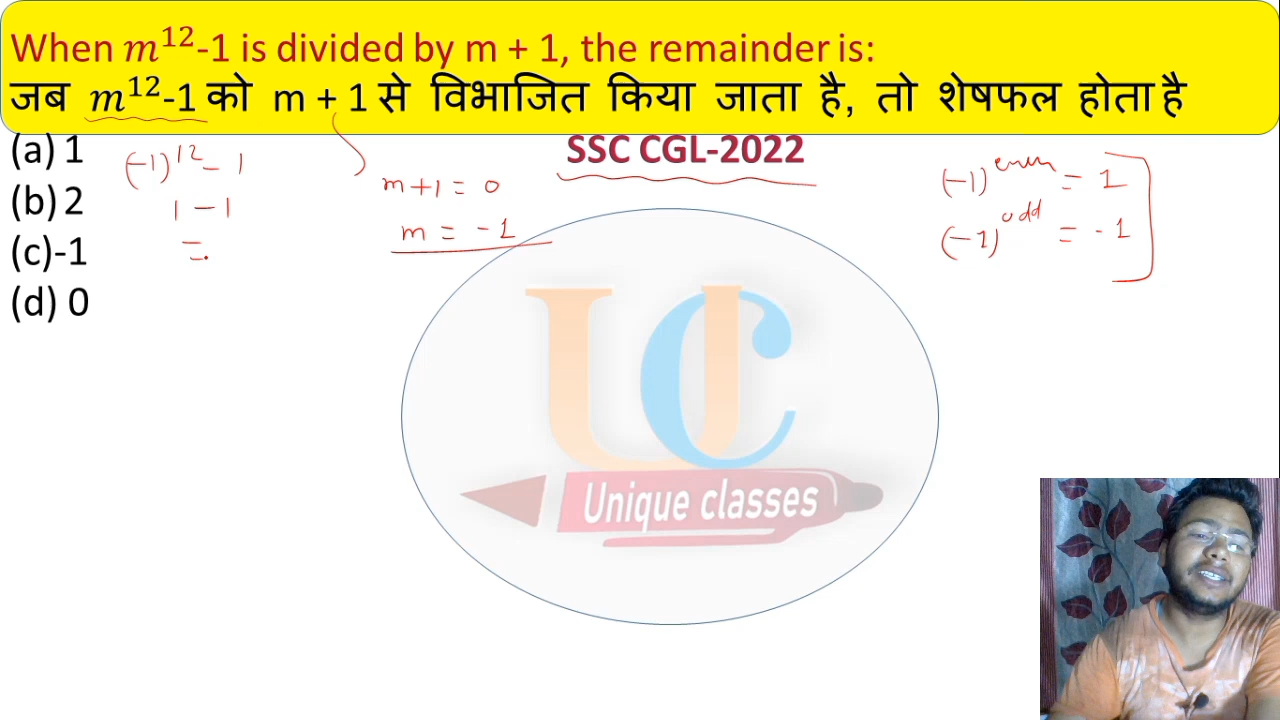 When m¹²-1 is divided by m + 1, the remainder is:
जब m¹²-1 को m + 1 से विभाजित किया जाता है, तो शेषफल होता है
(a) 1
(b) 2
(c)-1
(d) 0
SSC CGL-2022
(-1)¹² - 1
1 - 1
=
m+1 = 0
m = -1
(-1)^even = 1
(-1)^odd = -1
UC
Unique classes